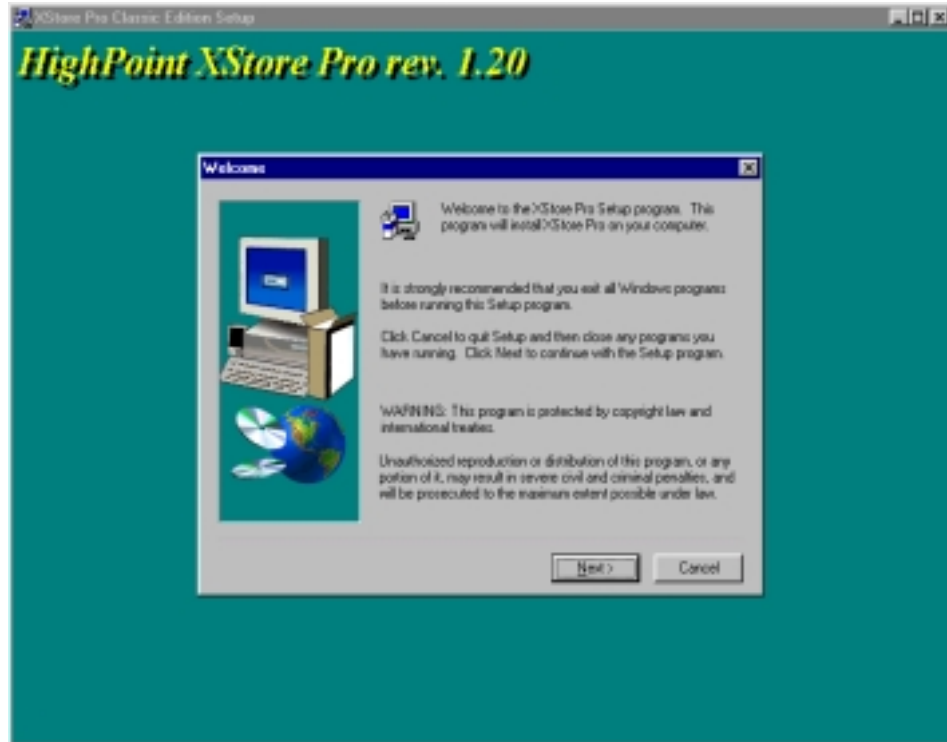 XStore Pro Classic Edition Setup
HighPoint XStore Pro rev. 1.20
Welcome
Welcome to the XStore Pro Setup program. This
program will install XStore Pro on your computer.
It is strongly recommended that you exit all Windows programs
before running this Setup program.
Click Cancel to quit Setup and then close any programs you
have running. Click Next to continue with the Setup program.
WARNING: This program is protected by copyright law and
international treaties.
Unauthorized reproduction or distribution of this program, or any
portion of it, may result in severe civil and criminal penalties, and
will be prosecuted to the maximum extent possible under law.
Next >
Cancel